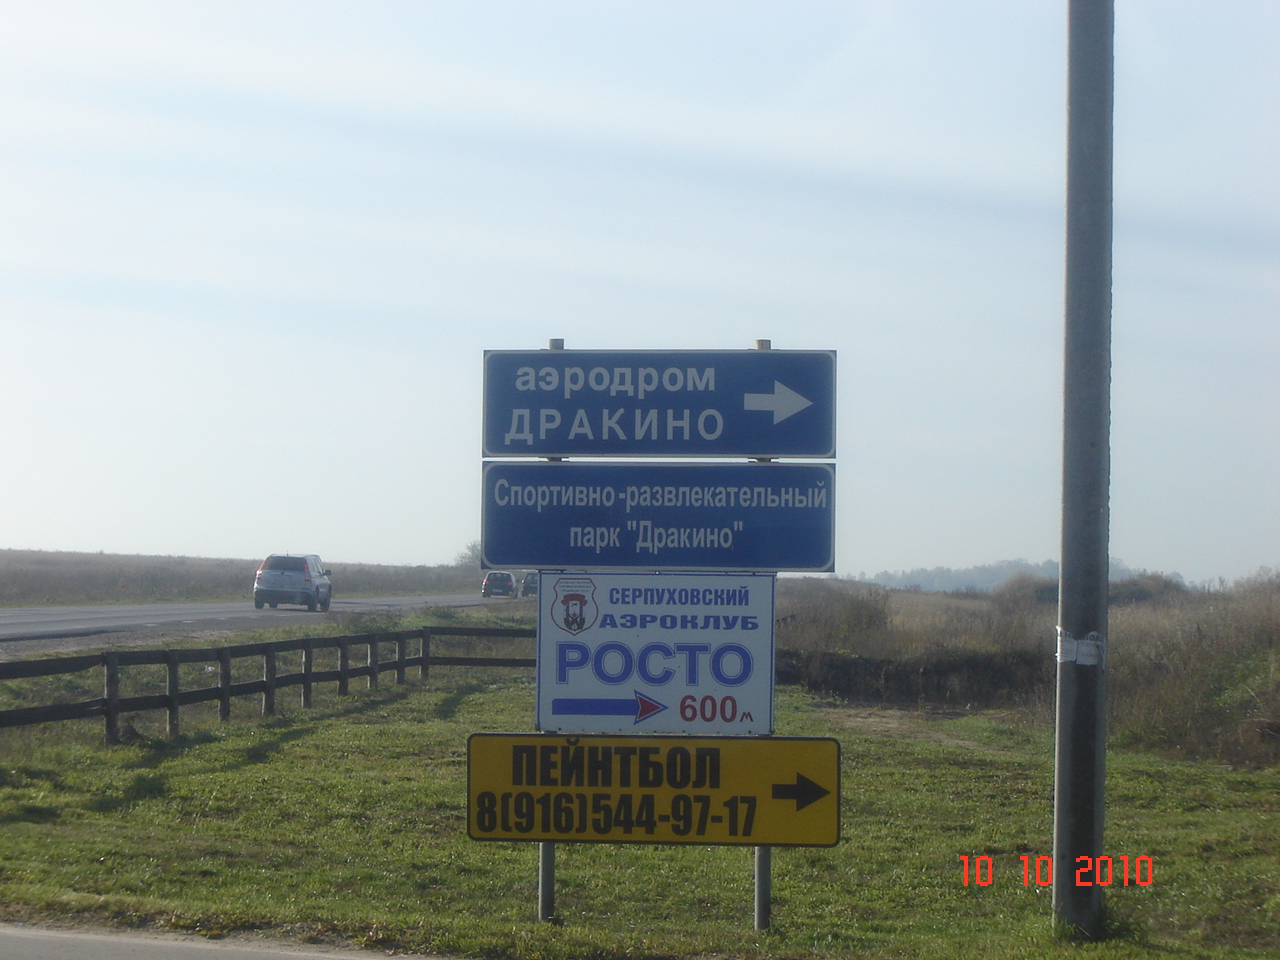 аэродром
ДРАКИНО
Спортивно-развлекательный
парк "Дракино"
СЕРПУХОВСКИЙ
АЭРОКЛУБ
РОСТО
600м
ПЕЙНТБОЛ
8(916)544-97-17
10 10 2010